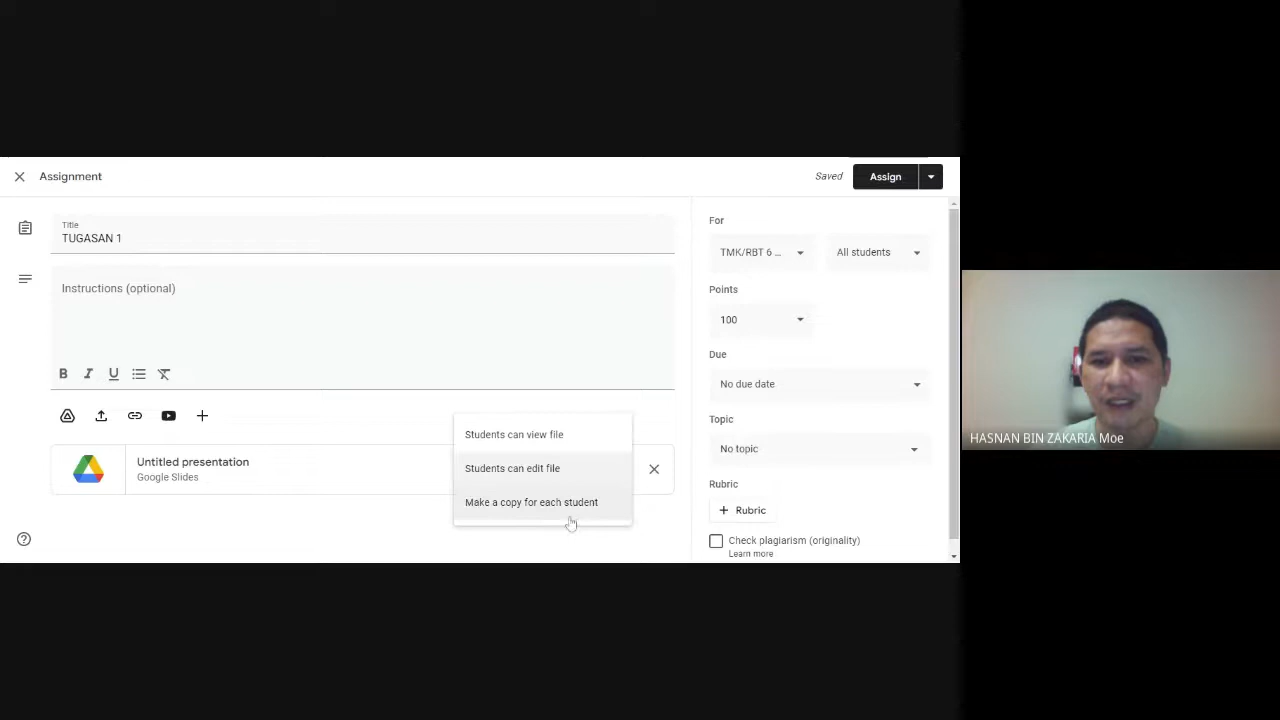 Assignment
Saved
Assign
Title
TUGASAN 1
Instructions (optional)
B I U
Untitled presentation
Google Slides
Students can view file
Students can edit file
Make a copy for each student
For
TMK/RBT 6 ...
All students
Points
100
Due
No due date
Topic
No topic
Rubric
+ Rubric
Check plagiarism (originality)
Learn more
HASNAN BIN ZAKARIA Moe